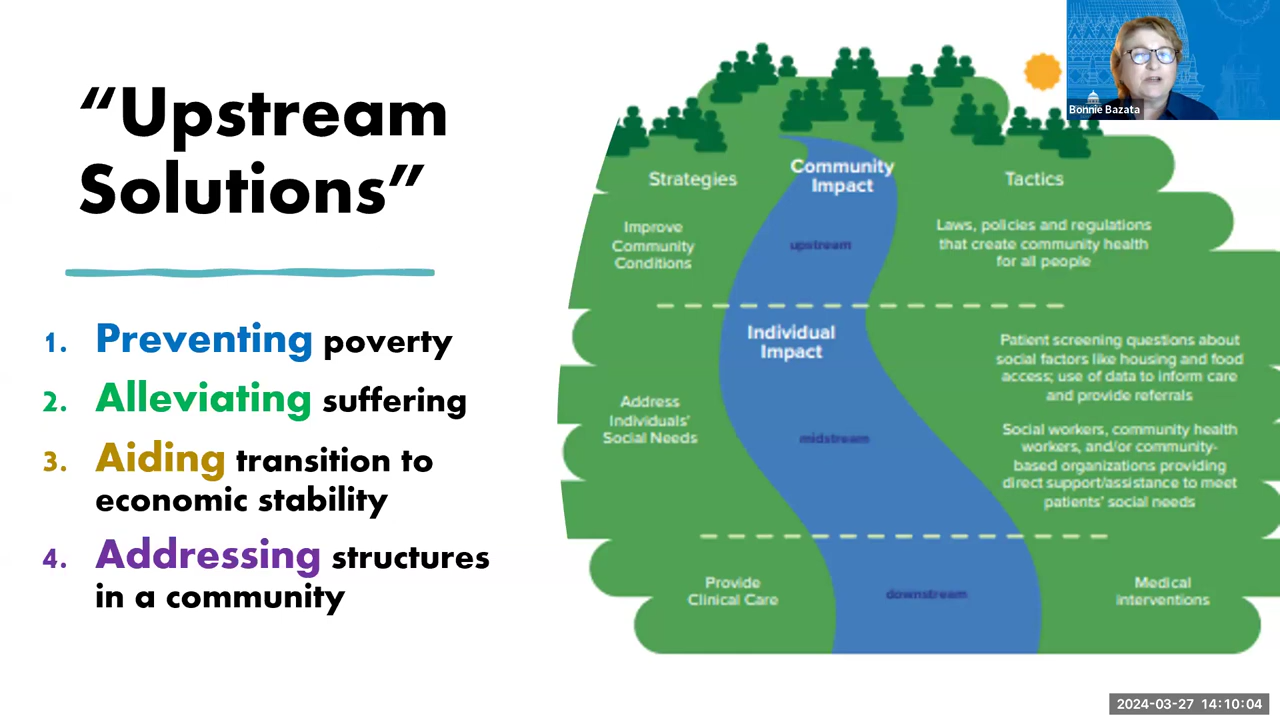 “Upstream
Solutions”
1. Preventing poverty
2. Alleviating suffering
3. Aiding transition to
economic stability
4. Addressing structures
in a community
Strategies
Community
Impact
Tactics
Improve
Community
Conditions
upstream
Laws, policies and regulations
that create community health
for all people
Individual
Impact
Address
Individuals’
Social Needs
midstream
Patient screening questions about
social factors like housing and food
access; use of data to inform care
and provide referrals
Social workers, community health
workers, and/or community-
based organizations providing
direct support/assistance to meet
patients’ social needs
Provide
Clinical Care
downstream
Medical
interventions
Bonnie Bazata
2024-03-27 14:10:04